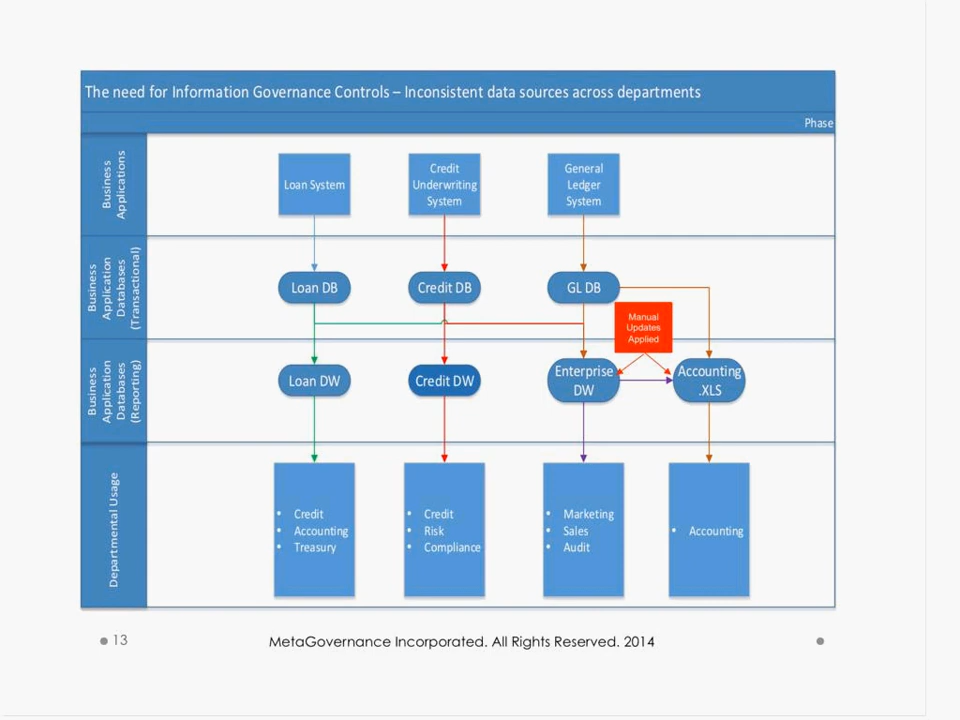 The need for Information Governance Controls – Inconsistent data sources across departments
Phase
Business
Applications
Loan System
Credit
Underwriting
System
General
Ledger
System
Business
Application
Databases
(Transactional)
Loan DB
Credit DB
GL DB
Manual
Updates
Applied
Business
Application
Databases
(Reporting)
Loan DW
Credit DW
Enterprise
DW
Accounting
.XLS
Departmental Usage
• Credit
• Accounting
• Treasury
• Credit
• Risk
• Compliance
• Marketing
• Sales
• Audit
• Accounting
13
MetaGovernance Incorporated. All Rights Reserved. 2014